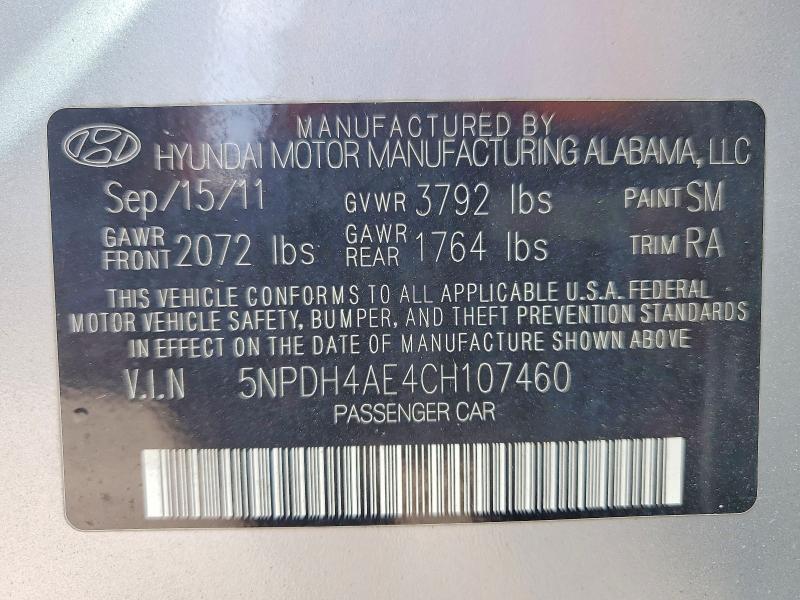 MANUFACTURED BY
HYUNDAI MOTOR MANUFACTURING ALABAMA, LLC
Sep/15/11 GVWR 3792 lbs PAINT SM
GAWR FRONT 2072 lbs GAWR REAR 1764 lbs TRIM RA
THIS VEHICLE CONFORMS TO ALL APPLICABLE U.S.A. FEDERAL
MOTOR VEHICLE SAFETY, BUMPER, AND THEFT PREVENTION STANDARDS
IN EFFECT ON THE DATE OF MANUFACTURE SHOWN ABOVE
V.I.N 5NPDH4AE4CH107460
PASSENGER CAR